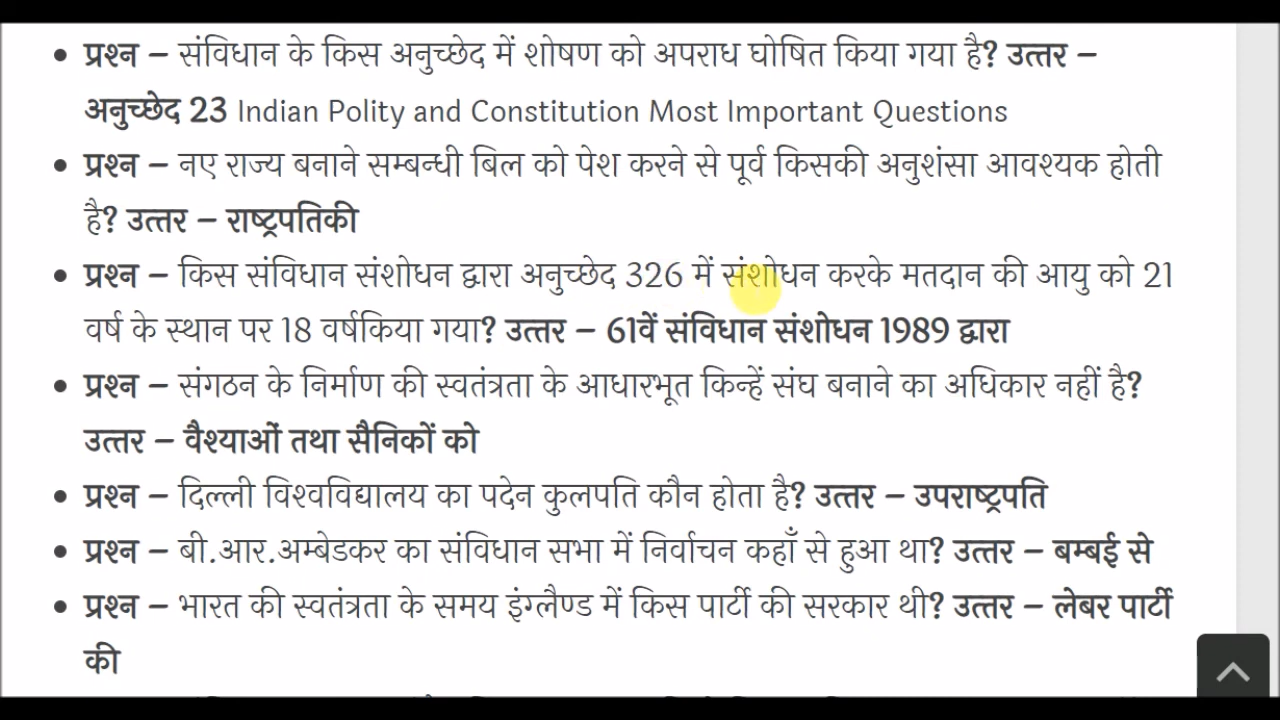 • प्रश्न – संविधान के किस अनुच्छेद में शोषण को अपराध घोषित किया गया है? उत्तर –
अनुच्छेद 23 Indian Polity and Constitution Most Important Questions
• प्रश्न – नए राज्य बनाने सम्बन्धी बिल को पेश करने से पूर्व किसकी अनुशंसा आवश्यक होती
है? उत्तर – राष्ट्रपतिकी
• प्रश्न – किस संविधान संशोधन द्वारा अनुच्छेद 326 में संशोधन करके मतदान की आयु को 21
वर्ष के स्थान पर 18 वर्षकिया गया? उत्तर – 61वें संविधान संशोधन 1989 द्वारा
• प्रश्न – संगठन के निर्माण की स्वतंत्रता के आधारभूत किन्हें संघ बनाने का अधिकार नहीं है?
उत्तर – वैश्याओं तथा सैनिकों को
• प्रश्न – दिल्ली विश्वविद्यालय का पदेन कुलपति कौन होता है? उत्तर – उपराष्ट्रपति
• प्रश्न – बी.आर.अम्बेडकर का संविधान सभा में निर्वाचन कहाँ से हुआ था? उत्तर – बम्बई से
• प्रश्न – भारत की स्वतंत्रता के समय इंग्लैण्ड में किस पार्टी की सरकार थी? उत्तर – लेबर पार्टी
की